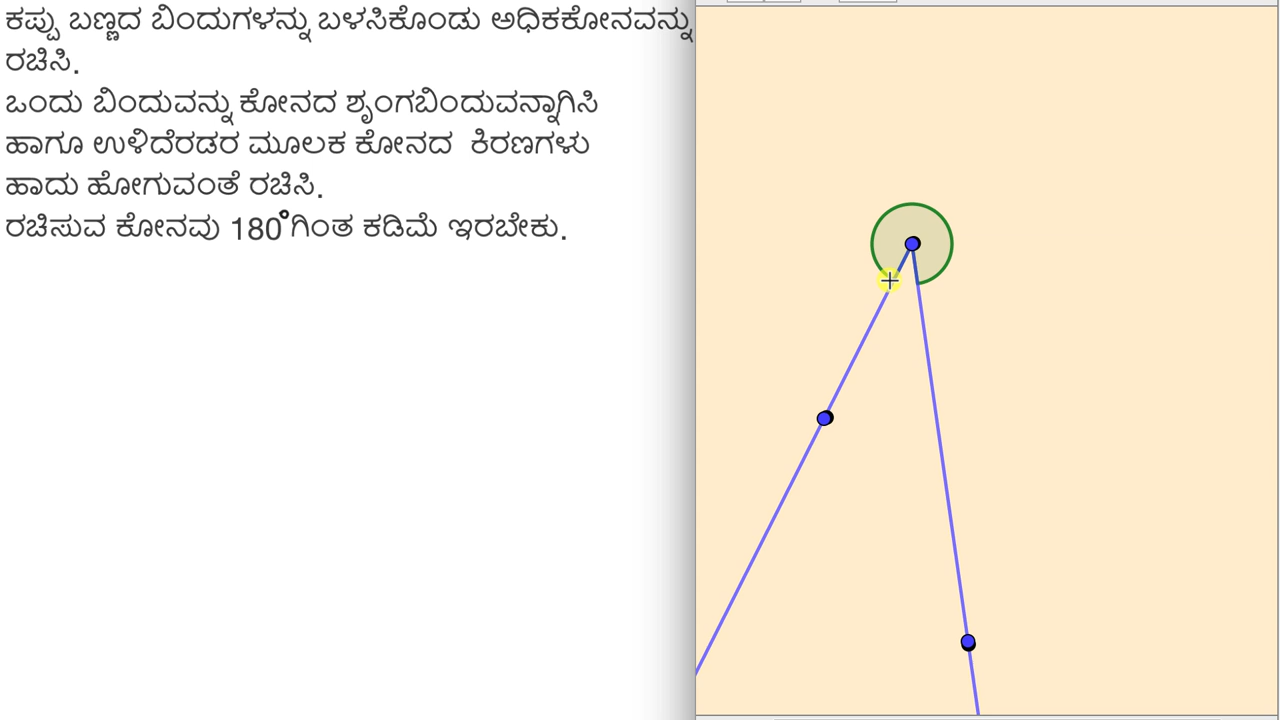 ಕಪ್ಪು ಬಣ್ಣದ ಬಿಂದುಗಳನ್ನು ಬಳಸಿಕೊಂಡು ಅಧಿಕಕೋನವನ್ನು
ರಚಿಸಿ.
ಒಂದು ಬಿಂದುವನ್ನು ಕೋನದ ಶೃಂಗಬಿಂದುವನ್ನಾಗಿಸಿ
ಹಾಗೂ ಉಳಿದೆರಡರ ಮೂಲಕ ಕೋನದ ಕಿರಣಗಳು
ಹಾದು ಹೋಗುವಂತೆ ರಚಿಸಿ.
ರಚಿಸುವ ಕೋನವು 180°ಗಿಂತ ಕಡಿಮೆ ಇರಬೇಕು.